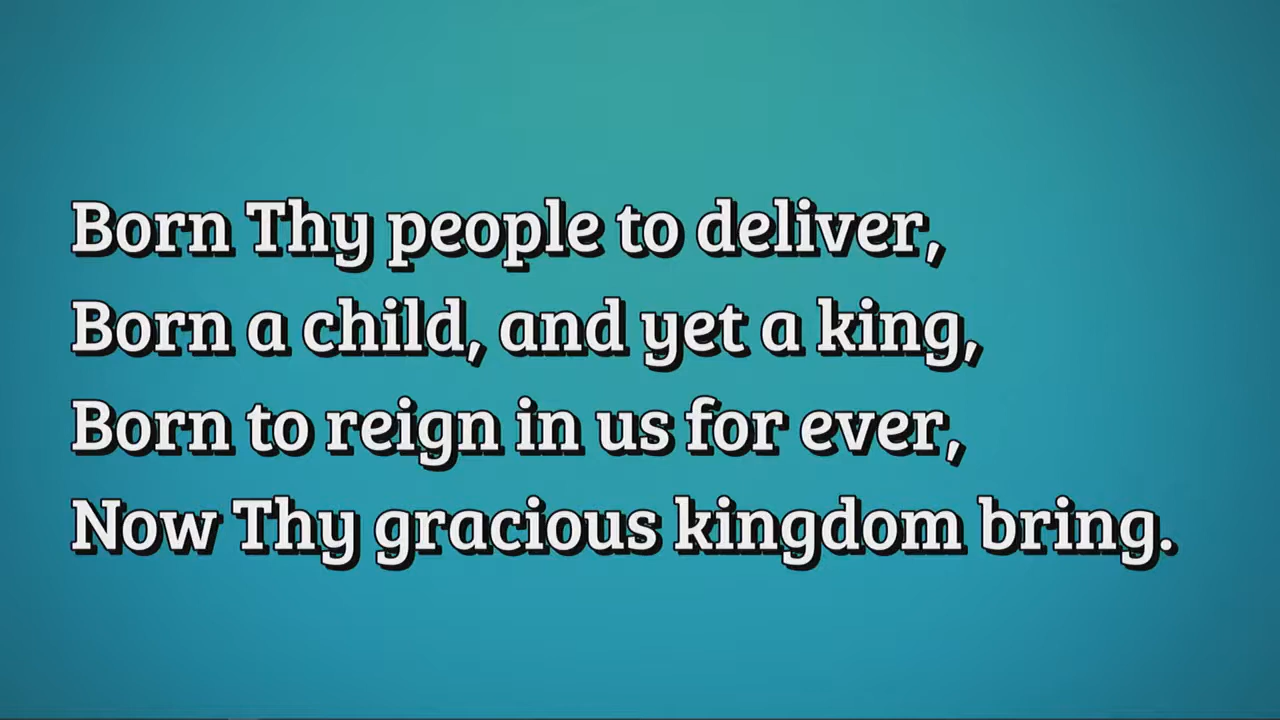 Born Thy people to deliver,
Born a child, and yet a king,
Born to reign in us for ever,
Now Thy gracious kingdom bring.